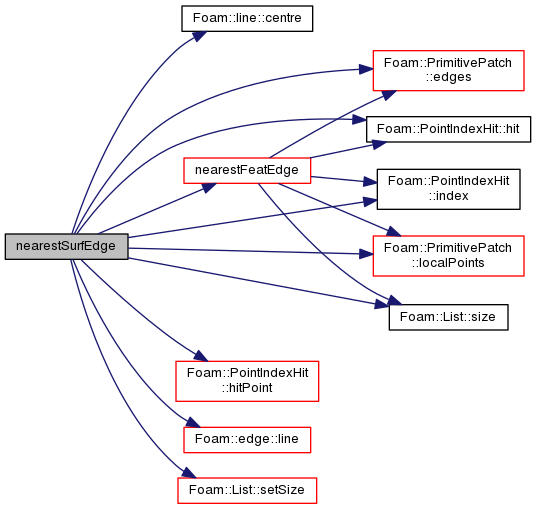 Foam::line::centre
Foam::PrimitivePatch
::edges
Foam::PointIndexHit::hit
nearestFeatEdge
Foam::PointIndexHit
::index
nearestSurfEdge
Foam::PrimitivePatch
::localPoints
Foam::List::size
Foam::PointIndexHit
::hitPoint
Foam::edge::line
Foam::List::setSize